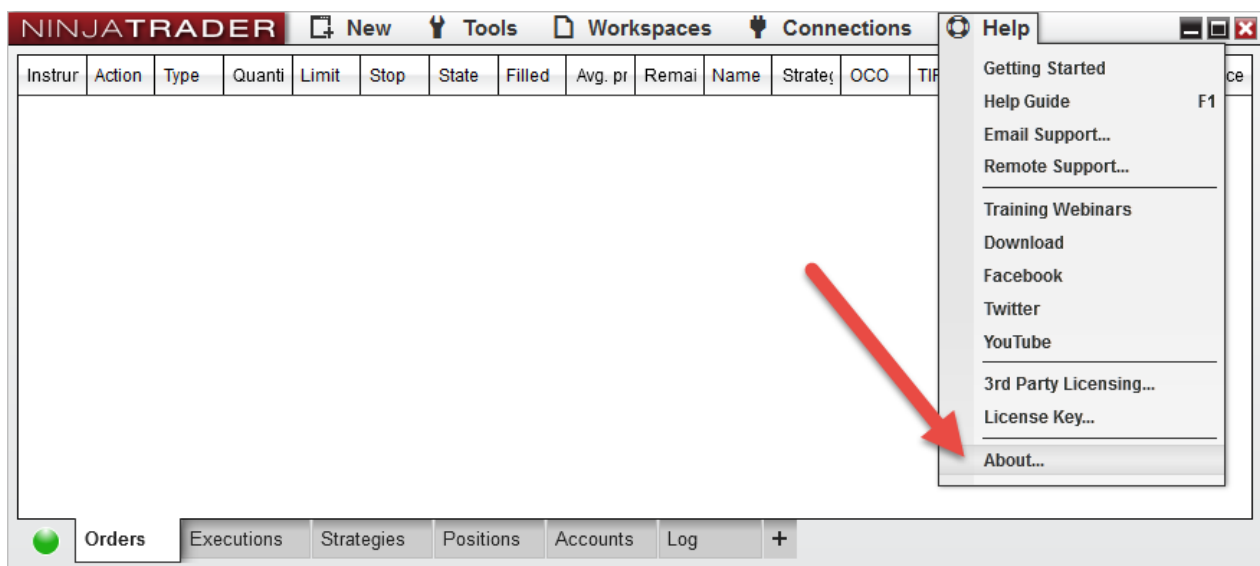 NINJATRADER New Tools Workspaces Connections Help
Instrur Action Type Quanti Limit Stop State Filled Avg. pr Remai Name Strateg OCO TIF ce
Getting Started
Help Guide F1
Email Support...
Remote Support...
Training Webinars
Download
Facebook
Twitter
YouTube
3rd Party Licensing...
License Key...
About...
Orders Executions Strategies Positions Accounts Log +